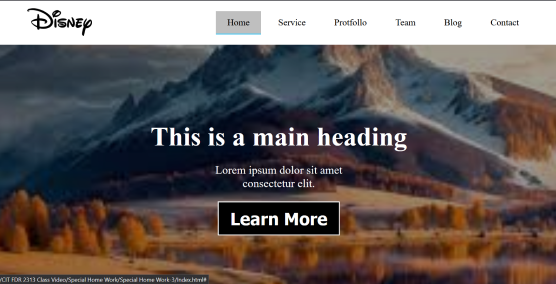 Disney
Home Service Protfolio Team Blog Contact
This is a main heading
Lorem ipsum dolor sit amet
consectetur elit.
Learn More
/CIT FDR 2313 Class Video/Special Home Work/Special Home Work 3/Index.html#